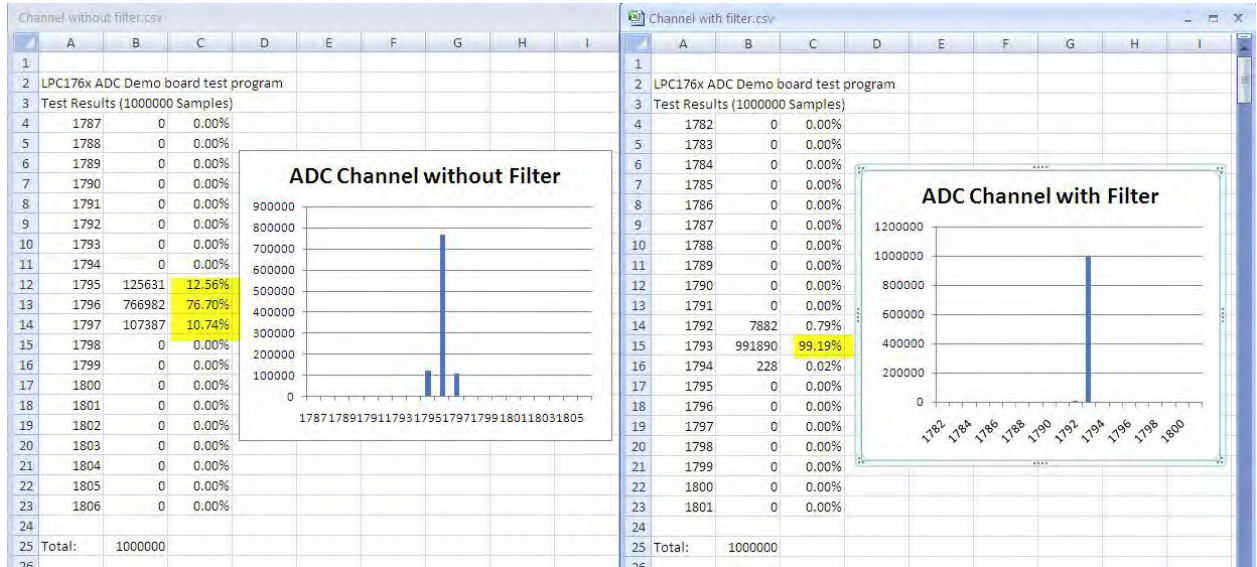 Channel without filter.csv
A B C D E F G H I
1
2 LPC176x ADC Demo board test program
3 Test Results (1000000 Samples)
4 1787 0 0.00%
5 1788 0 0.00%
6 1789 0 0.00%
7 1790 0 0.00%
8 1791 0 0.00%
9 1792 0 0.00%
10 1793 0 0.00%
11 1794 0 0.00%
12 1795 125631 12.56%
13 1796 766982 76.70%
14 1797 107387 10.74%
15 1798 0 0.00%
16 1799 0 0.00%
17 1800 0 0.00%
18 1801 0 0.00%
19 1802 0 0.00%
20 1803 0 0.00%
21 1804 0 0.00%
22 1805 0 0.00%
23 1806 0 0.00%
24
25 Total: 1000000
26
ADC Channel without Filter
900000
800000
700000
600000
500000
400000
300000
200000
100000
0
1787 1789 1791 1793 1795 1797 1799 1801 1803 1805
Channel with filter.csv
A B C D E F G H I
1
2 LPC176x ADC Demo board test program
3 Test Results (1000000 Samples)
4 1782 0 0.00%
5 1783 0 0.00%
6 1784 0 0.00%
7 1785 0 0.00%
8 1786 0 0.00%
9 1787 0 0.00%
10 1788 0 0.00%
11 1789 0 0.00%
12 1790 0 0.00%
13 1791 0 0.00%
14 1792 7882 0.79%
15 1793 991890 99.19%
16 1794 228 0.02%
17 1795 0 0.00%
18 1796 0 0.00%
19 1797 0 0.00%
20 1798 0 0.00%
21 1799 0 0.00%
22 1800 0 0.00%
23 1801 0 0.00%
24
25 Total: 1000000
26
ADC Channel with Filter
1200000
1000000
800000
600000
400000
200000
0
1782 1784 1786 1788 1790 1792 1794 1796 1798 1800